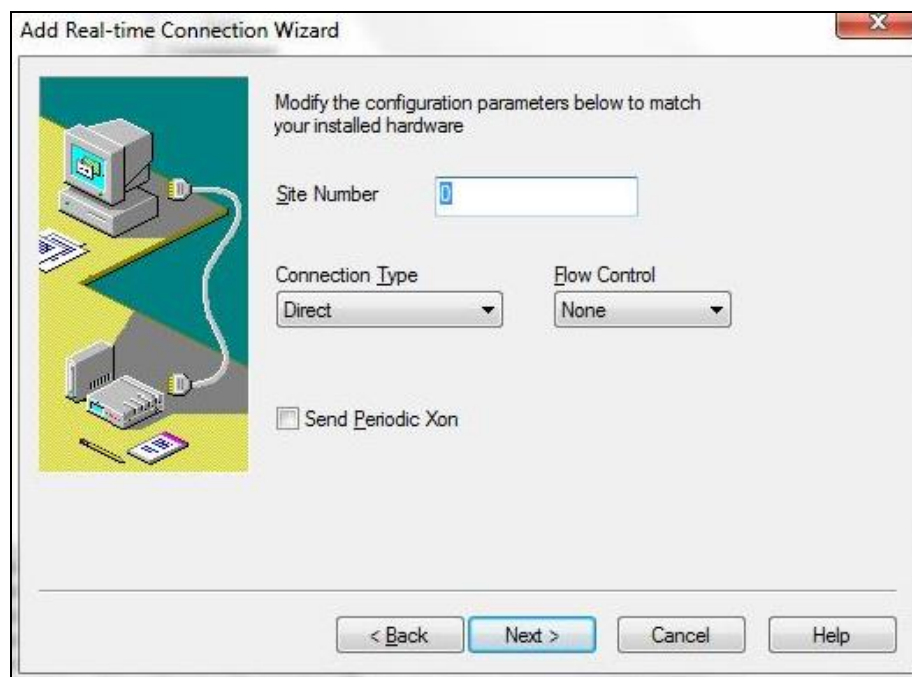 Add Real-time Connection Wizard
Modify the configuration parameters below to match
your installed hardware
Site Number
Connection Type
Flow Control
Direct
None
Send Periodic Xon
< Back
Next >
Cancel
Help